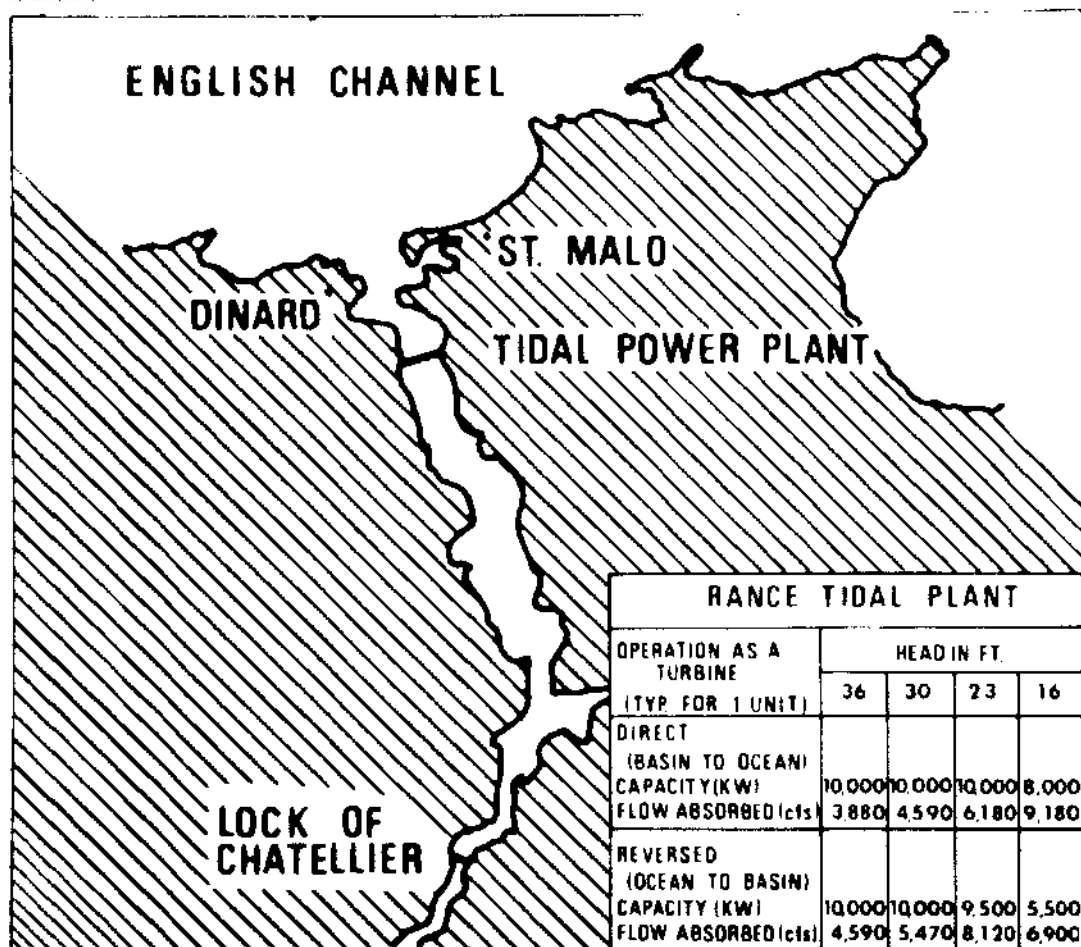 ENGLISH CHANNEL
ST. MALO
DINARD
TIDAL POWER PLANT
LOCK OF
CHATELLIER
RANCE TIDAL PLANT
OPERATION AS A
TURBINE
(TYP. FOR 1 UNIT)
HEAD IN FT.
36 30 23 16
DIRECT
(BASIN TO OCEAN)
CAPACITY(KW) 10,000 10,000 10,000 8,000
FLOW ABSORBED(cfs) 3,880 4,590 6,180 9,180
REVERSED
(OCEAN TO BASIN)
CAPACITY (KW) 10,000 10,000 9,500 5,500
FLOW ABSORBED(cfs) 4,590 5,470 8,120 6,900